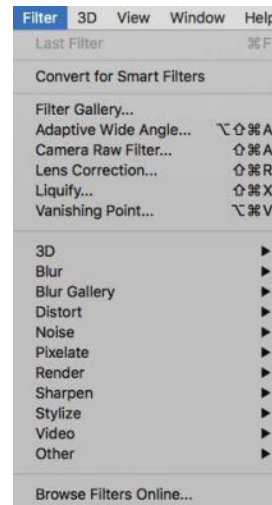 Filter 3D View Window Help
Last Filter ⌘F
Convert for Smart Filters
Filter Gallery...
Adaptive Wide Angle... ⌥⇧⌘A
Camera Raw Filter... ⇧⌘A
Lens Correction... ⇧⌘R
Liquify... ⇧⌘X
Vanishing Point... ⌥⌘V
3D ▶
Blur ▶
Blur Gallery ▶
Distort ▶
Noise ▶
Pixelate ▶
Render ▶
Sharpen ▶
Stylize ▶
Video ▶
Other ▶
Browse Filters Online...